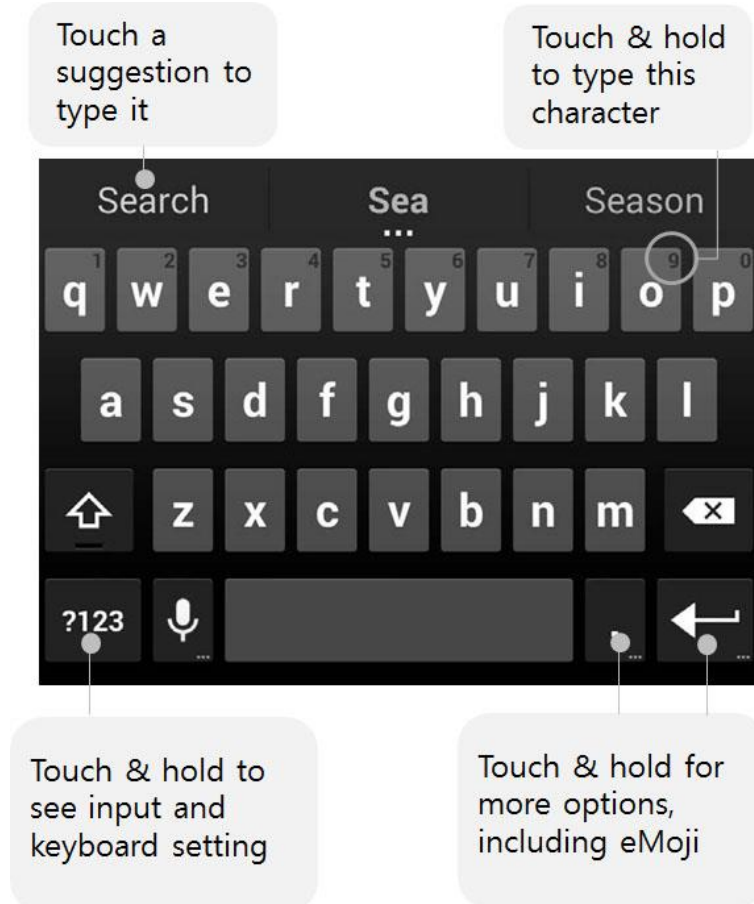 Touch a
suggestion to
type it
Touch & hold
to type this
character
Search Sea Season
...
1 2 3 4 5 6 7 8 9 0
q w e r t y u i o p
a s d f g h j k l
z x c v b n m
?123 ... . ... ...
Touch & hold to
see input and
keyboard setting
Touch & hold for
more options,
including eMoji